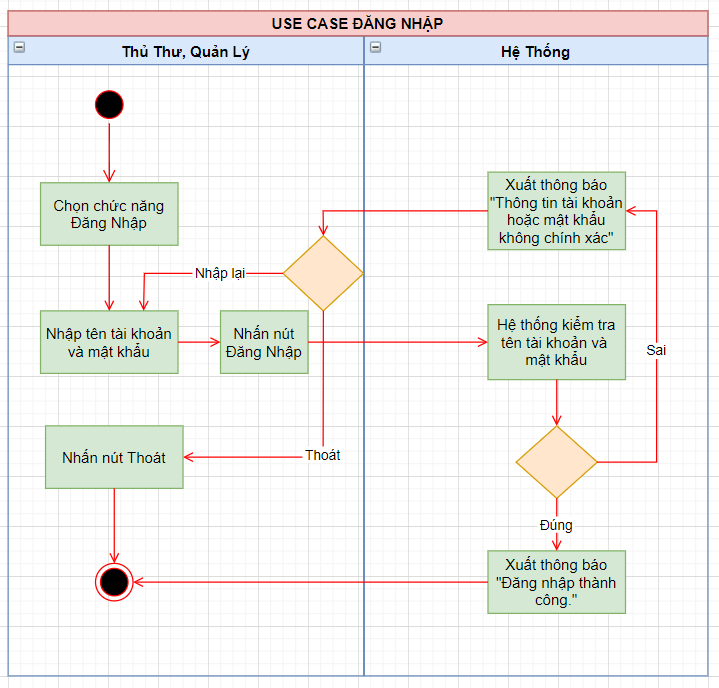 USE CASE ĐĂNG NHẬP
Thủ Thư, Quản Lý
Hệ Thống
Chọn chức năng
Đăng Nhập
Xuất thông báo
"Thông tin tài khoản
hoặc mật khẩu
không chính xác"
Nhập lại
Nhập tên tài khoản
và mật khẩu
Nhấn nút
Đăng Nhập
Hệ thống kiểm tra
tên tài khoản và
mật khẩu
Sai
Nhấn nút Thoát
Thoát
Đúng
Xuất thông báo
"Đăng nhập thành
công."